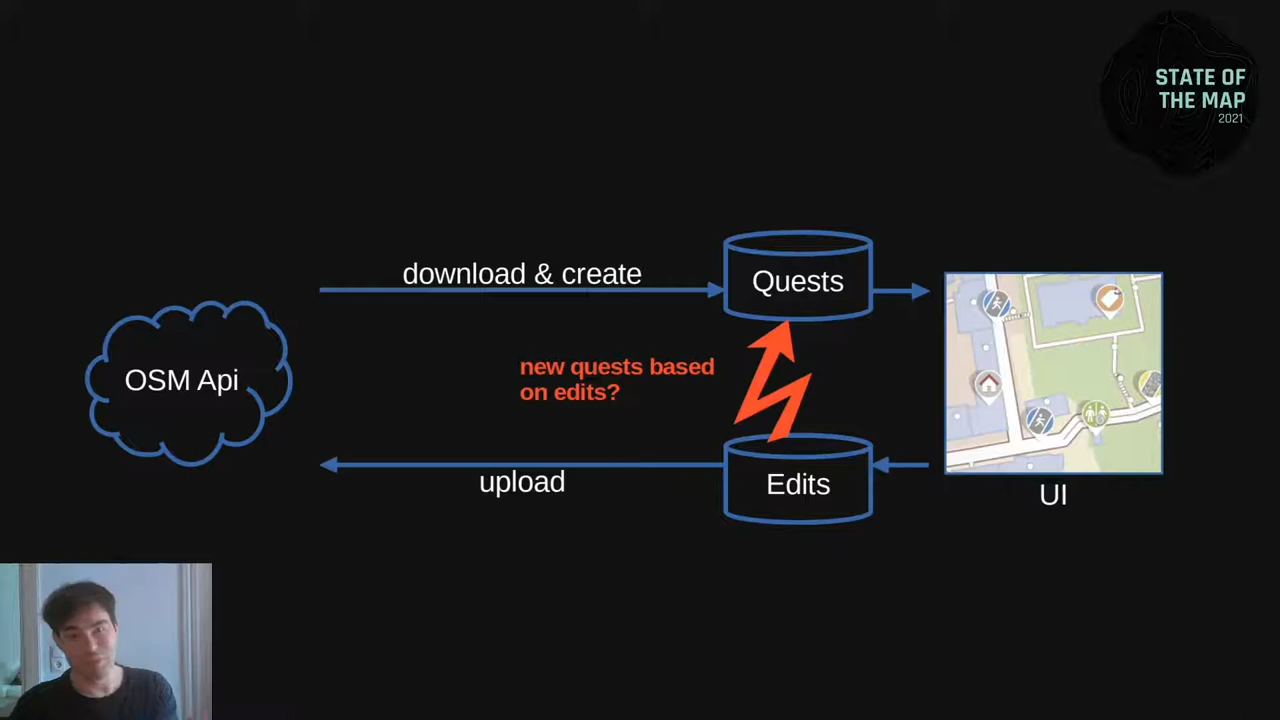 STATE OF
THE MAP
2021
download & create
Quests
OSM Api
new quests based
on edits?
upload
Edits
UI